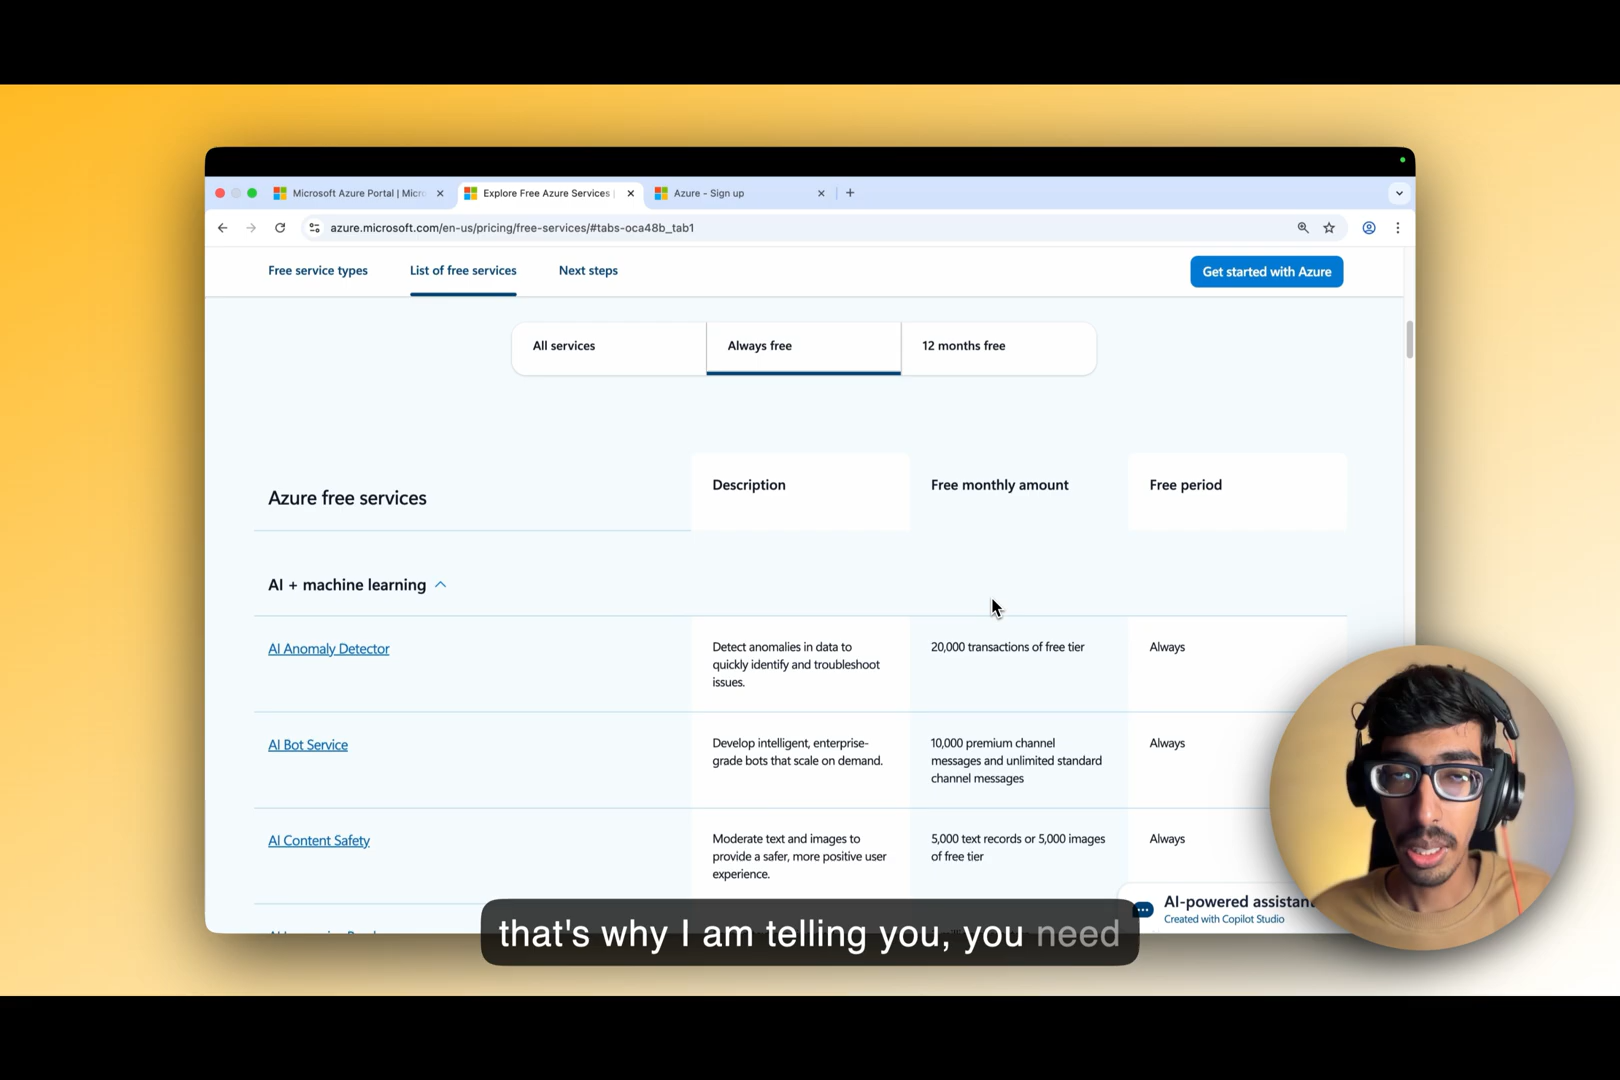 Microsoft Azure Portal | Micr
Explore Free Azure Services |
Azure - Sign up
azure.microsoft.com/en-us/pricing/free-services/#tabs-oca48b_tab1
Free service types
List of free services
Next steps
Get started with Azure
All services
Always free
12 months free
Azure free services
Description
Free monthly amount
Free period
AI + machine learning
AI Anomaly Detector
Detect anomalies in data to
quickly identify and troubleshoot
issues.
20,000 transactions of free tier
Always
AI Bot Service
Develop intelligent, enterprise-
grade bots that scale on demand.
10,000 premium channel
messages and unlimited standard
channel messages
Always
AI Content Safety
Moderate text and images to
provide a safer, more positive user
experience.
5,000 text records or 5,000 images
of free tier
Always
AI-powered assistant
Created with Copilot Studio
that's why I am telling you, you need